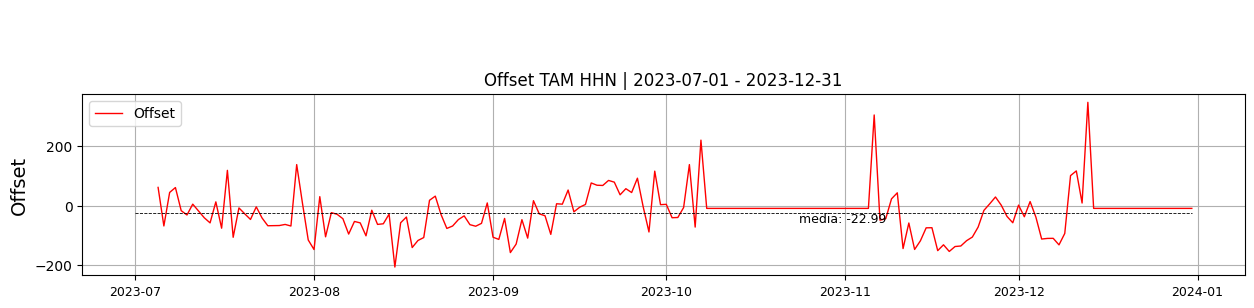 Offset TAM HHN | 2023-07-01 - 2023-12-31
Offset
Offset
200
0
−200
media: -22.99
2023-07 2023-08 2023-09 2023-10 2023-11 2023-12 2024-01